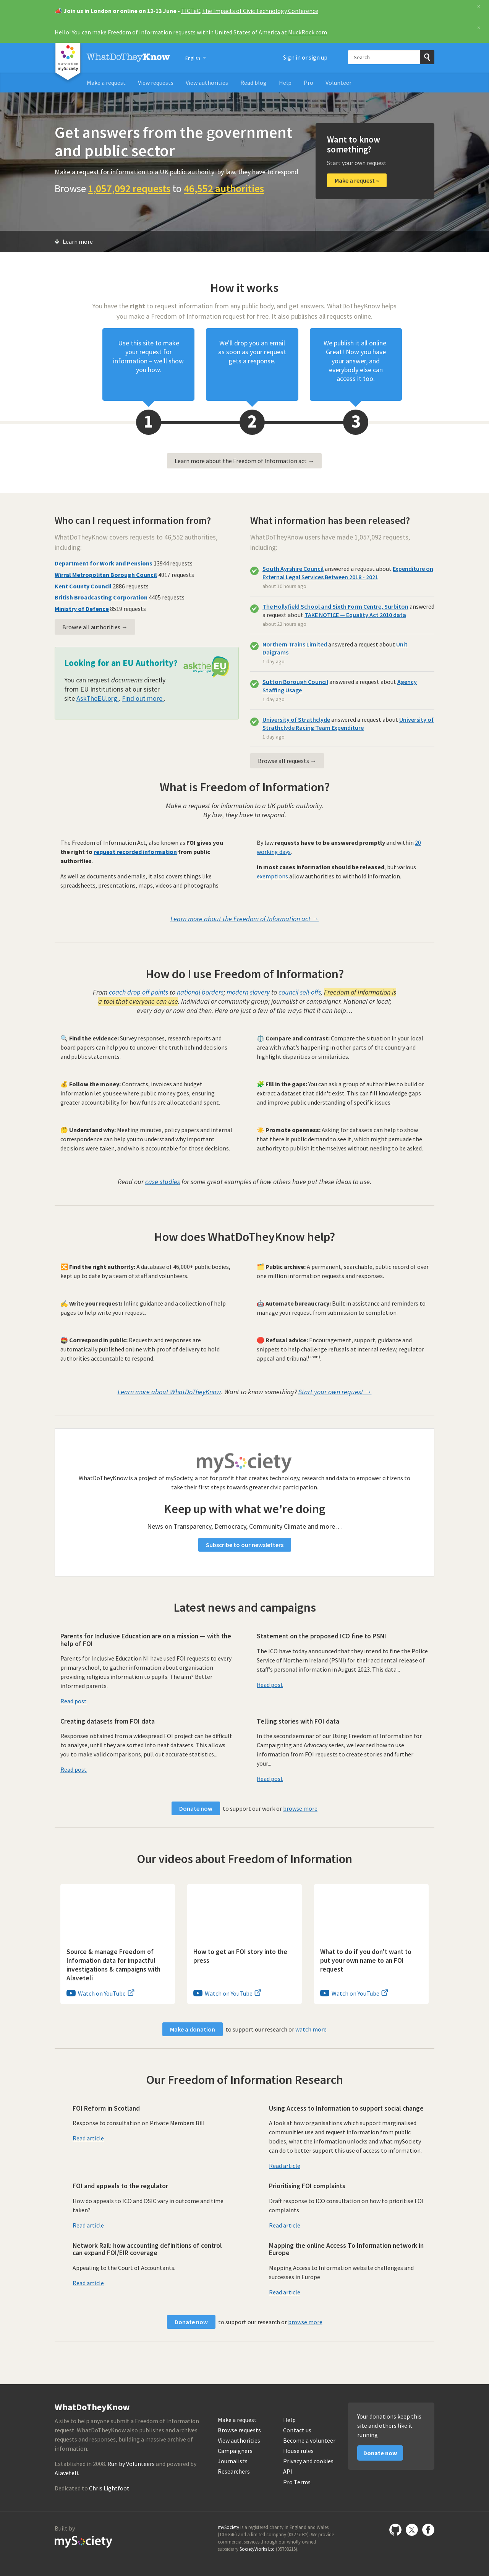 📣 Join us in London or online on 12-13 June - TICTeC, the Impacts of Civic Technology Conference
Hello! You can make Freedom of Information requests within United States of America at MuckRock.com
my society
WhatDoTheyKnow
English
Sign in or sign up
Search
Make a request
View requests
View authorities
Read blog
Help
Pro
Volunteer
Get answers from the government
and public sector
Make a request for information to a UK public authority: by law, they have to respond
Browse 1,057,092 requests to 46,552 authorities
Want to know
something?
Start your own request
Make a request »
Learn more
How it works
You have the right to request information from any public body, and get answers. WhatDoTheyKnow helps
you make a Freedom of Information request for free. It also publishes all requests online.
Use this site to make
your request for
information – we'll show
you how.
We'll drop you an email
as soon as your request
gets a response.
We publish it all online.
Great! Now you have
your answer, and
everybody else can
access it too.
1
2
3
Learn more about the Freedom of Information act →
Who can I request information from?
WhatDoTheyKnow covers requests to 46,552 authorities,
including:
Department for Work and Pensions 13944 requests
Wirral Metropolitan Borough Council 4017 requests
Kent County Council 2886 requests
British Broadcasting Corporation 4405 requests
Ministry of Defence 8519 requests
Browse all authorities →
Looking for an EU Authority?
asktheEU
You can request documents directly
from EU Institutions at our sister
site AskTheEU.org . Find out more .
What information has been released?
WhatDoTheyKnow users have made 1,057,092 requests,
including:
South Ayrshire Council answered a request about Expenditure on
External Legal Services Between 2018 - 2021
about 10 hours ago
The Hollyfield School and Sixth Form Centre, Surbiton answered
a request about TAKE NOTICE — Equality Act 2010 data
about 22 hours ago
Northern Trains Limited answered a request about Unit
Daigrams
1 day ago
Sutton Borough Council answered a request about Agency
Staffing Usage
1 day ago
University of Strathclyde answered a request about University of
Strathclyde Racing Team Expenditure
1 day ago
Browse all requests →
What is Freedom of Information?
Make a request for information to a UK public authority.
By law, they have to respond.
The Freedom of Information Act, also known as FOI gives you
the right to request recorded information from public
authorities.
As well as documents and emails, it also covers things like
spreadsheets, presentations, maps, videos and photographs.
By law requests have to be answered promptly and within 20
working days.
In most cases information should be released, but various
exemptions allow authorities to withhold information.
Learn more about the Freedom of Information act →
How do I use Freedom of Information?
From coach drop off points to national borders; modern slavery to council sell-offs, Freedom of Information is
a tool that everyone can use. Individual or community group; journalist or campaigner. National or local;
every day or now and then. Here are just a few of the ways that it can help…
🔍 Find the evidence: Survey responses, research reports and
board papers can help you to uncover the truth behind decisions
and public statements.
⚖️ Compare and contrast: Compare the situation in your local
area with what's happening in other parts of the country and
highlight disparities or similarities.
💰 Follow the money: Contracts, invoices and budget
information let you see where public money goes, ensuring
greater accountability for how funds are allocated and spent.
🧩 Fill in the gaps: You can ask a group of authorities to build or
extract a dataset that didn't exist. This can fill knowledge gaps
and improve public understanding of specific issues.
🤔 Understand why: Meeting minutes, policy papers and internal
correspondence can help you to understand why important
decisions were taken, and who is accountable for those decisions.
☀️ Promote openness: Asking for datasets can help to show
that there is public demand to see it, which might persuade the
authority to publish it themselves without needing to be asked.
Read our case studies for some great examples of how others have put these ideas to use.
How does WhatDoTheyKnow help?
🔀 Find the right authority: A database of 46,000+ public bodies,
kept up to date by a team of staff and volunteers.
🗂️ Public archive: A permanent, searchable, public record of over
one million information requests and responses.
✍️ Write your request: Inline guidance and a collection of help
pages to help write your request.
🤖 Automate bureaucracy: Built in assistance and reminders to
manage your request from submission to completion.
📯 Correspond in public: Requests and responses are
automatically published online with proof of delivery to hold
authorities accountable to respond.
🛑 Refusal advice: Encouragement, support, guidance and
snippets to help challenge refusals at internal review, regulator
appeal and tribunal(soon).
Learn more about WhatDoTheyKnow. Want to know something? Start your own request →
mySociety
WhatDoTheyKnow is a project of mySociety, a not for profit that creates technology, research and data to empower citizens to
take their first steps towards greater civic participation.
Keep up with what we're doing
News on Transparency, Democracy, Community Climate and more…
Subscribe to our newsletters
Latest news and campaigns
Parents for Inclusive Education are on a mission — with the
help of FOI
Parents for Inclusive Education NI have used FOI requests to every
primary school, to gather information about organisation
providing religious information to pupils. The aim? Better
informed parents.
Read post
Statement on the proposed ICO fine to PSNI
The ICO have today announced that they intend to fine the Police
Service of Northern Ireland (PSNI) for their accidental release of
staff's personal information in August 2023. This data...
Read post
Creating datasets from FOI data
Responses obtained from a widespread FOI project can be difficult
to analyse, until they are sorted into neat datasets. This allows
you to make valid comparisons, pull out accurate statistics...
Read post
Telling stories with FOI data
In the second seminar of our Using Freedom of Information for
Campaigning and Advocacy series, we learned how to use
information from FOI requests to create stories and further
your...
Read post
Donate now to support our work or browse more
Our videos about Freedom of Information
Source & manage Freedom of
Information data for impactful
investigations & campaigns with
Alaveteli
Watch on YouTube
How to get an FOI story into the
press
Watch on YouTube
What to do if you don't want to
put your own name to an FOI
request
Watch on YouTube
Make a donation to support our research or watch more
Our Freedom of Information Research
FOI Reform in Scotland
Response to consultation on Private Members Bill
Read article
Using Access to Information to support social change
A look at how organisations which support marginalised
communities use and request information from public
bodies, what the information unlocks and what mySociety
can do to better support this use of access to information.
Read article
FOI and appeals to the regulator
How do appeals to ICO and OSIC vary in outcome and time
taken?
Read article
Prioritising FOI complaints
Draft response to ICO consultation on how to prioritise FOI
complaints
Read article
Network Rail: how accounting definitions of control
can expand FOI/EIR coverage
Appealing to the Court of Accountants.
Read article
Mapping the online Access To Information network in
Europe
Mapping Access to Information website challenges and
successes in Europe
Read article
Donate now to support our research or browse more
WhatDoTheyKnow
A site to help anyone submit a Freedom of Information
request. WhatDoTheyKnow also publishes and archives
requests and responses, building a massive archive of
information.
Established in 2008. Run by Volunteers and powered by
Alaveteli.
Dedicated to Chris Lightfoot.
Make a request
Browse requests
View authorities
Campaigners
Journalists
Researchers
Help
Contact us
Become a volunteer
House rules
Privacy and cookies
API
Pro Terms
Your donations keep this
site and others like it
running
Donate now
Built by
mySociety
mySociety is a registered charity in England and Wales
(1076346) and a limited company (03277032). We provide
commercial services through our wholly owned
subsidiary SocietyWorks Ltd (05798215).